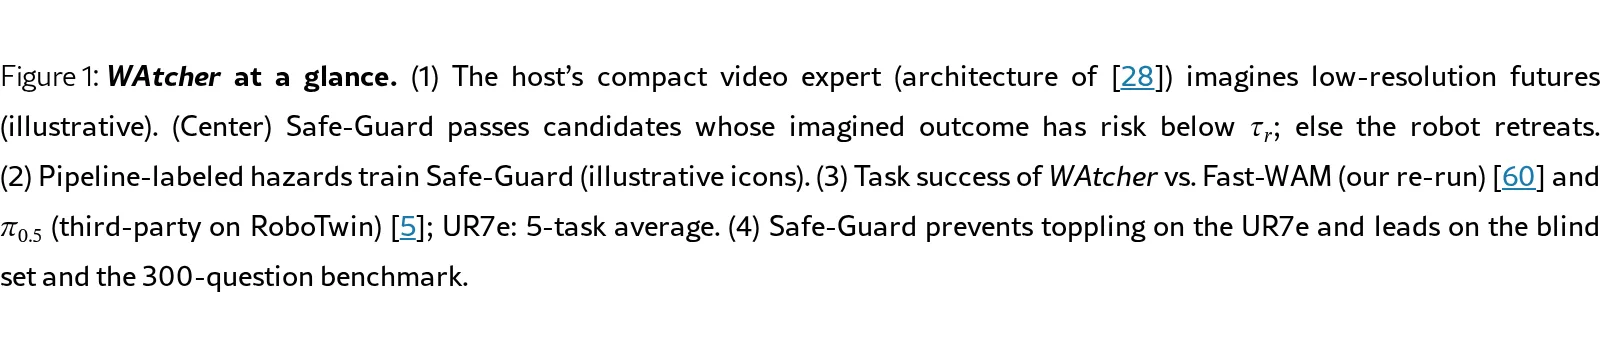 Figure 1: WAtcher at a glance. (1) The host’s compact video expert (architecture of [28]) imagines low-resolution futures
(illustrative). (Center) Safe-Guard passes candidates whose imagined outcome has risk below τr; else the robot retreats.
(2) Pipeline-labeled hazards train Safe-Guard (illustrative icons). (3) Task success of WAtcher vs. Fast-WAM (our re-run) [60] and
π0.5 (third-party on RoboTwin) [5]; UR7e: 5-task average. (4) Safe-Guard prevents toppling on the UR7e and leads on the blind
set and the 300-question benchmark.